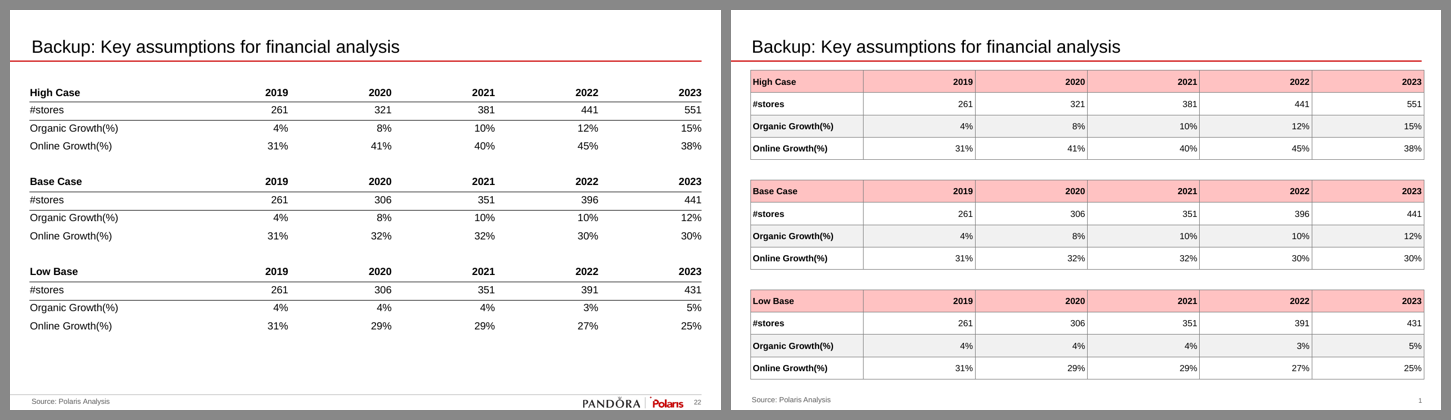 Backup: Key assumptions for financial analysis
High Case 2019 2020 2021 2022 2023
#stores 261 321 381 441 551
Organic Growth(%) 4% 8% 10% 12% 15%
Online Growth(%) 31% 41% 40% 45% 38%
Base Case 2019 2020 2021 2022 2023
#stores 261 306 351 396 441
Organic Growth(%) 4% 8% 10% 10% 12%
Online Growth(%) 31% 32% 32% 30% 30%
Low Base 2019 2020 2021 2022 2023
#stores 261 306 351 391 431
Organic Growth(%) 4% 4% 4% 3% 5%
Online Growth(%) 31% 29% 29% 27% 25%
Source: Polaris Analysis PANDÖRA Polaris 22
Backup: Key assumptions for financial analysis
High Case 2019 2020 2021 2022 2023
#stores 261 321 381 441 551
Organic Growth(%) 4% 8% 10% 12% 15%
Online Growth(%) 31% 41% 40% 45% 38%
Base Case 2019 2020 2021 2022 2023
#stores 261 306 351 396 441
Organic Growth(%) 4% 8% 10% 10% 12%
Online Growth(%) 31% 32% 32% 30% 30%
Low Base 2019 2020 2021 2022 2023
#stores 261 306 351 391 431
Organic Growth(%) 4% 4% 4% 3% 5%
Online Growth(%) 31% 29% 29% 27% 25%
Source: Polaris Analysis 1